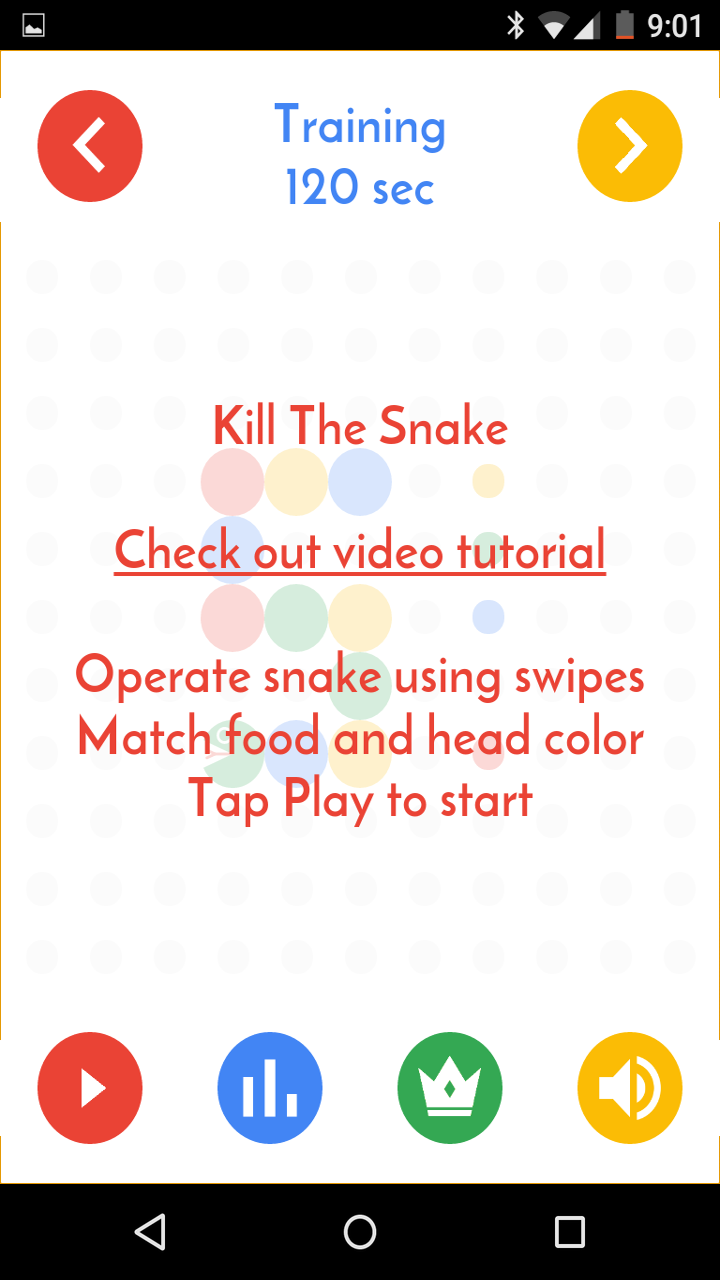 9:01
Training
120 sec
Kill The Snake
Check out video tutorial
Operate snake using swipes
Match food and head color
Tap Play to start